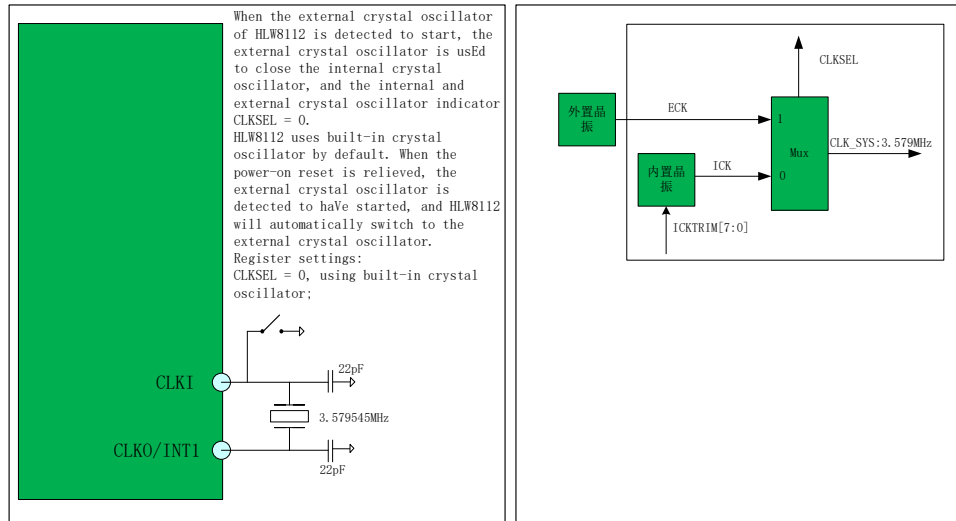 When the external crystal oscillator
of HLW8112 is detected to start, the
external crystal oscillator is usEd
to close the internal crystal
oscillator, and the internal and
external crystal oscillator indicator
CLKSEL = 0.
HLW8112 uses built-in crystal
oscillator by default. When the
power-on reset is relieved, the
external crystal oscillator is
detected to haVe started, and HLW8112
will automatically switch to the
external crystal oscillator.
Register settings:
CLKSEL = 0, using built-in crystal
oscillator;
22pF
CLKI
3.579545MHz
CLKO/INT1
22pF
CLKSEL
外置晶
振
ECK
I
Mux
CLK_SYS:3.579MHz
内置晶
振
ICK
0
ICKTRIM[7:0]